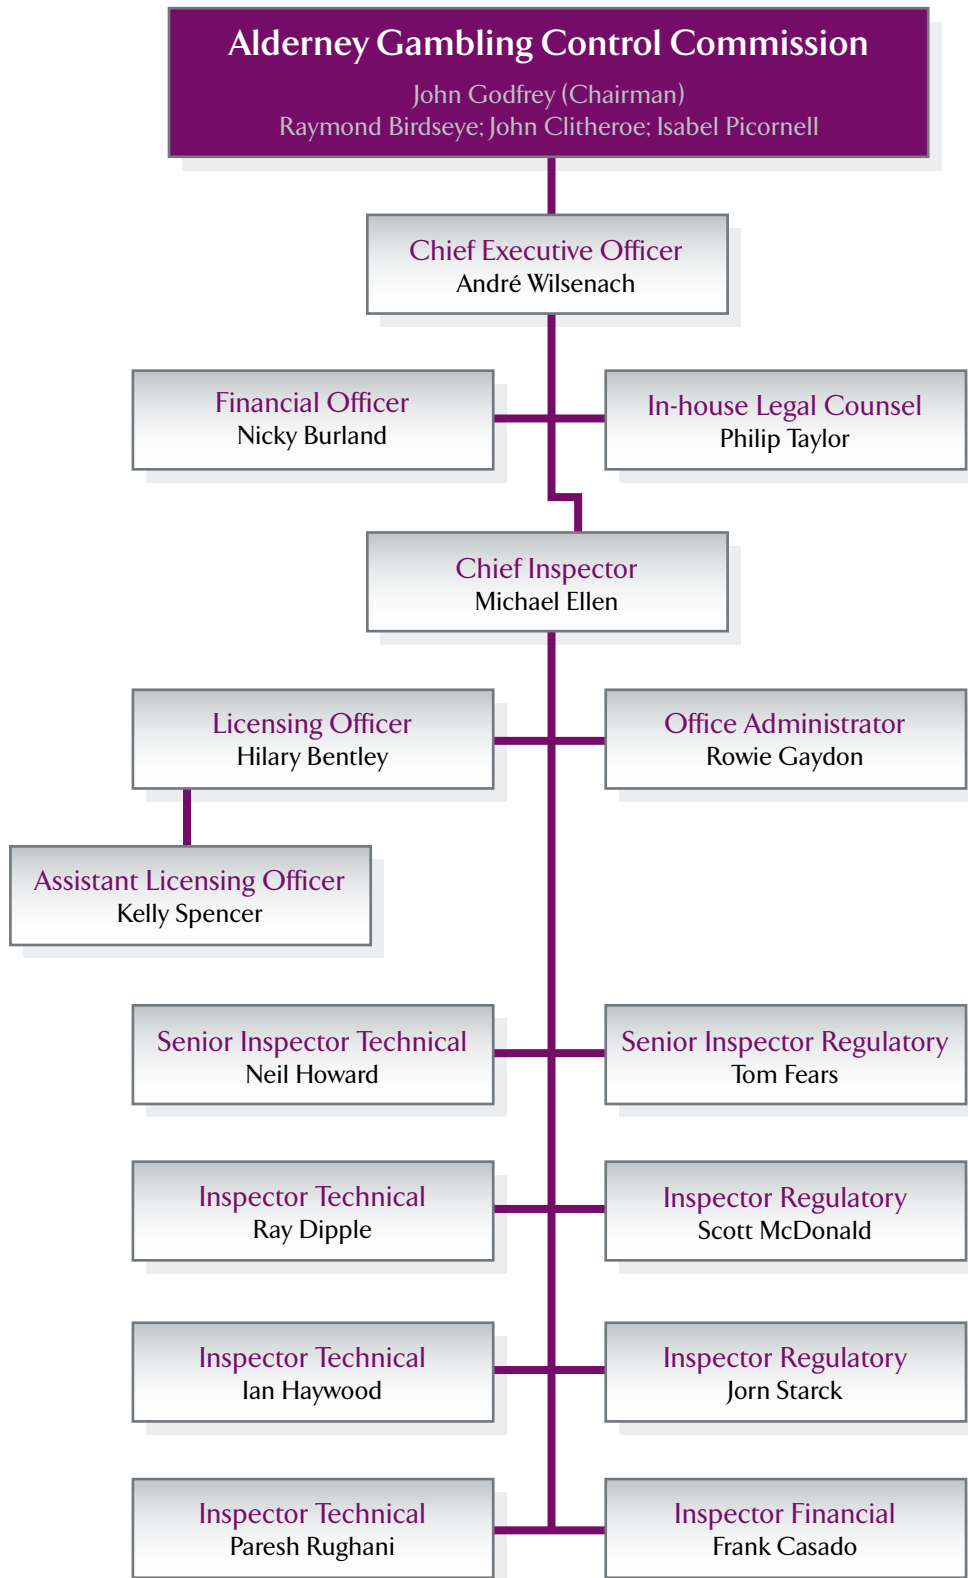 Alderney Gambling Control Commission
John Godfrey (Chairman)
Raymond Birdseye; John Clitheroe; Isabel Picornell
Chief Executive Officer
André Wilsenach
Financial Officer
Nicky Burland
In-house Legal Counsel
Philip Taylor
Chief Inspector
Michael Ellen
Licensing Officer
Hilary Bentley
Office Administrator
Rowie Gaydon
Assistant Licensing Officer
Kelly Spencer
Senior Inspector Technical
Neil Howard
Senior Inspector Regulatory
Tom Fears
Inspector Technical
Ray Dipple
Inspector Regulatory
Scott McDonald
Inspector Technical
Ian Haywood
Inspector Regulatory
Jorn Starck
Inspector Technical
Paresh Rughani
Inspector Financial
Frank Casado